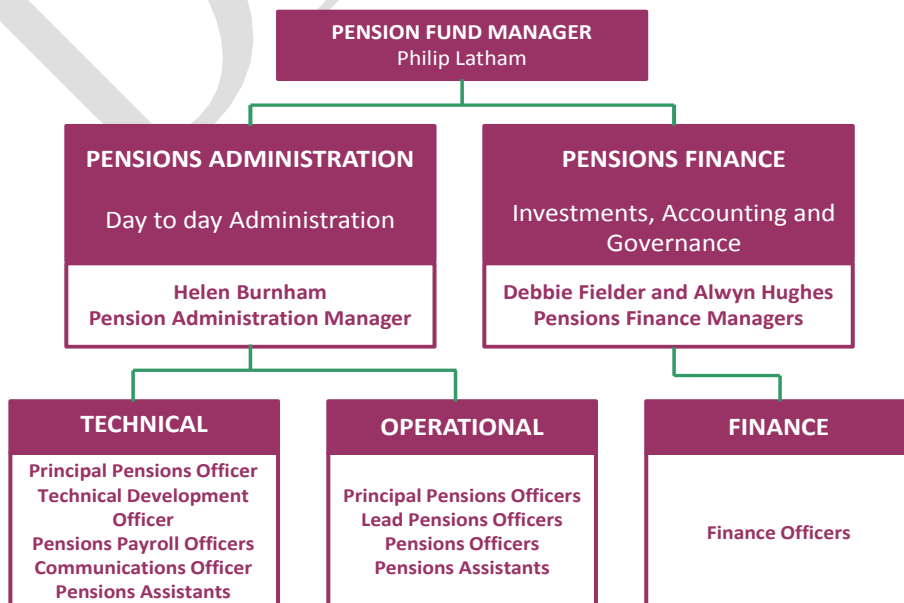 PENSION FUND MANAGER
Philip Latham
PENSIONS ADMINISTRATION
Day to day Administration
Helen Burnham
Pension Administration Manager
PENSIONS FINANCE
Investments, Accounting and
Governance
Debbie Fielder and Alwyn Hughes
Pensions Finance Managers
TECHNICAL
Principal Pensions Officer
Technical Development
Officer
Pensions Payroll Officers
Communications Officer
Pensions Assistants
OPERATIONAL
Principal Pensions Officers
Lead Pensions Officers
Pensions Officers
Pensions Assistants
FINANCE
Finance Officers